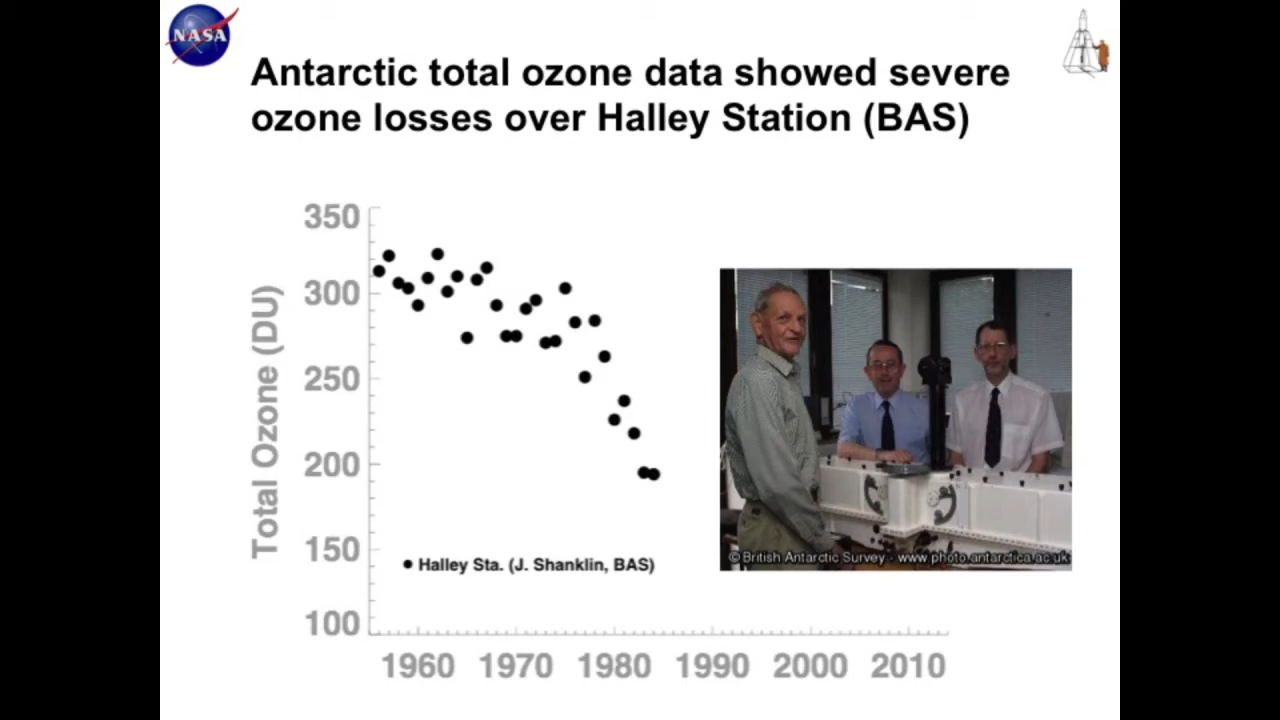 NASA
Antarctic total ozone data showed severe
ozone losses over Halley Station (BAS)
350
300
250
200
150
100
Total Ozone (DU)
Halley Sta. (J. Shanklin, BAS)
1960 1970 1980 1990 2000 2010
© British Antarctic Survey - www.photo.antarctica.ac.uk